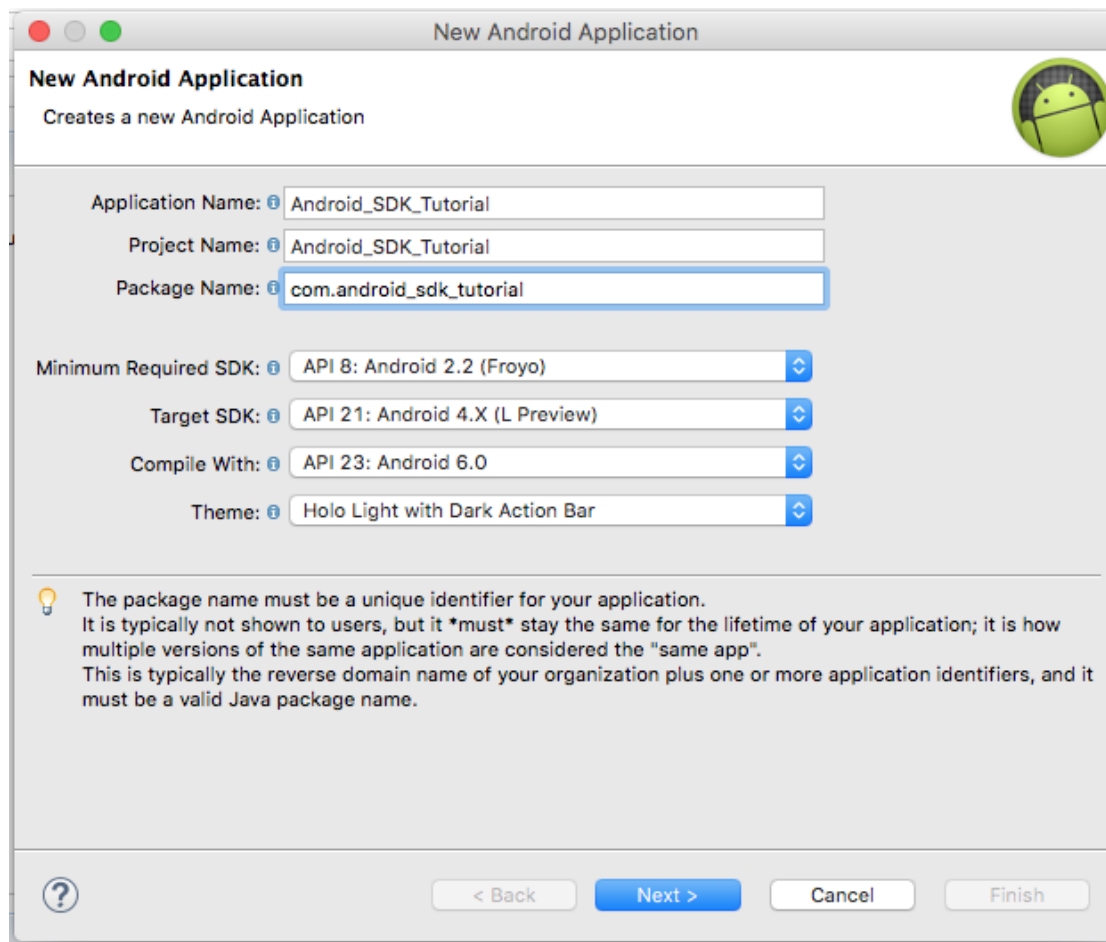 New Android Application
New Android Application
Creates a new Android Application
Application Name: Android_SDK_Tutorial
Project Name: Android_SDK_Tutorial
Package Name: com.android_sdk_tutorial
Minimum Required SDK: API 8: Android 2.2 (Froyo)
Target SDK: API 21: Android 4.X (L Preview)
Compile With: API 23: Android 6.0
Theme: Holo Light with Dark Action Bar
The package name must be a unique identifier for your application.
It is typically not shown to users, but it *must* stay the same for the lifetime of your application; it is how
multiple versions of the same application are considered the "same app".
This is typically the reverse domain name of your organization plus one or more application identifiers, and it
must be a valid Java package name.
? < Back Next > Cancel Finish